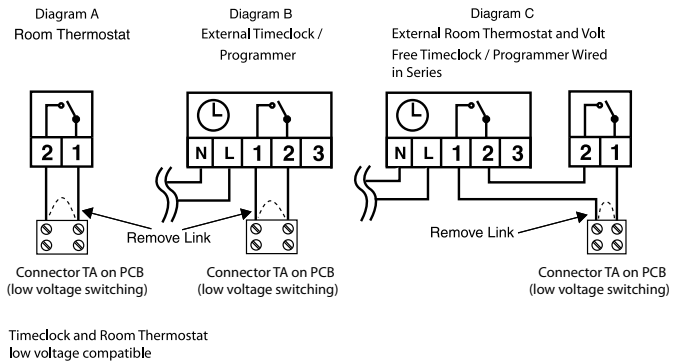 Diagram A
Room Thermostat
Diagram B
External Timeclock /
Programmer
Diagram C
External Room Thermostat and Volt
Free Timeclock / Programmer Wired
in Series
2 1
N L 1 2 3
N L 1 2 3
2 1
Remove Link
Remove Link
Connector TA on PCB
(low voltage switching)
Connector TA on PCB
(low voltage switching)
Connector TA on PCB
(low voltage switching)
Timeclock and Room Thermostat
low voltage compatible